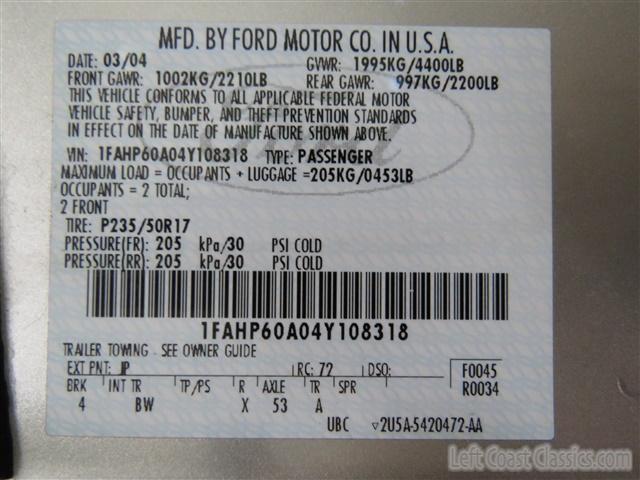 MFD. BY FORD MOTOR CO. IN U.S.A.
DATE: 03/04 GVWR: 1995KG/4400LB
FRONT GAWR: 1002KG/2210LB REAR GAWR: 997KG/2200LB
THIS VEHICLE CONFORMS TO ALL APPLICABLE FEDERAL MOTOR
VEHICLE SAFETY, BUMPER, AND THEFT PREVENTION STANDARDS
IN EFFECT ON THE DATE OF MANUFACTURE SHOWN ABOVE.
VIN: 1FAHP60A04Y108318 TYPE: PASSENGER
MAXIMUM LOAD = OCCUPANTS + LUGGAGE =205KG/0453LB
OCCUPANTS = 2 TOTAL;
2 FRONT
TIRE: P235/50R17
PRESSURE(FR): 205 kPa/30 PSI COLD
PRESSURE(RR): 205 kPa/30 PSI COLD
1FAHP60A04Y108318
TRAILER TOWING - SEE OWNER GUIDE
EXT PNT: JP RC: 72 DSO: F0045
BRK INT TR TP/PS R AXLE TR SPR R0034
4 BW X 53 A
UBC ▽2U5A-5420472-AA
Left Coast Classics.com